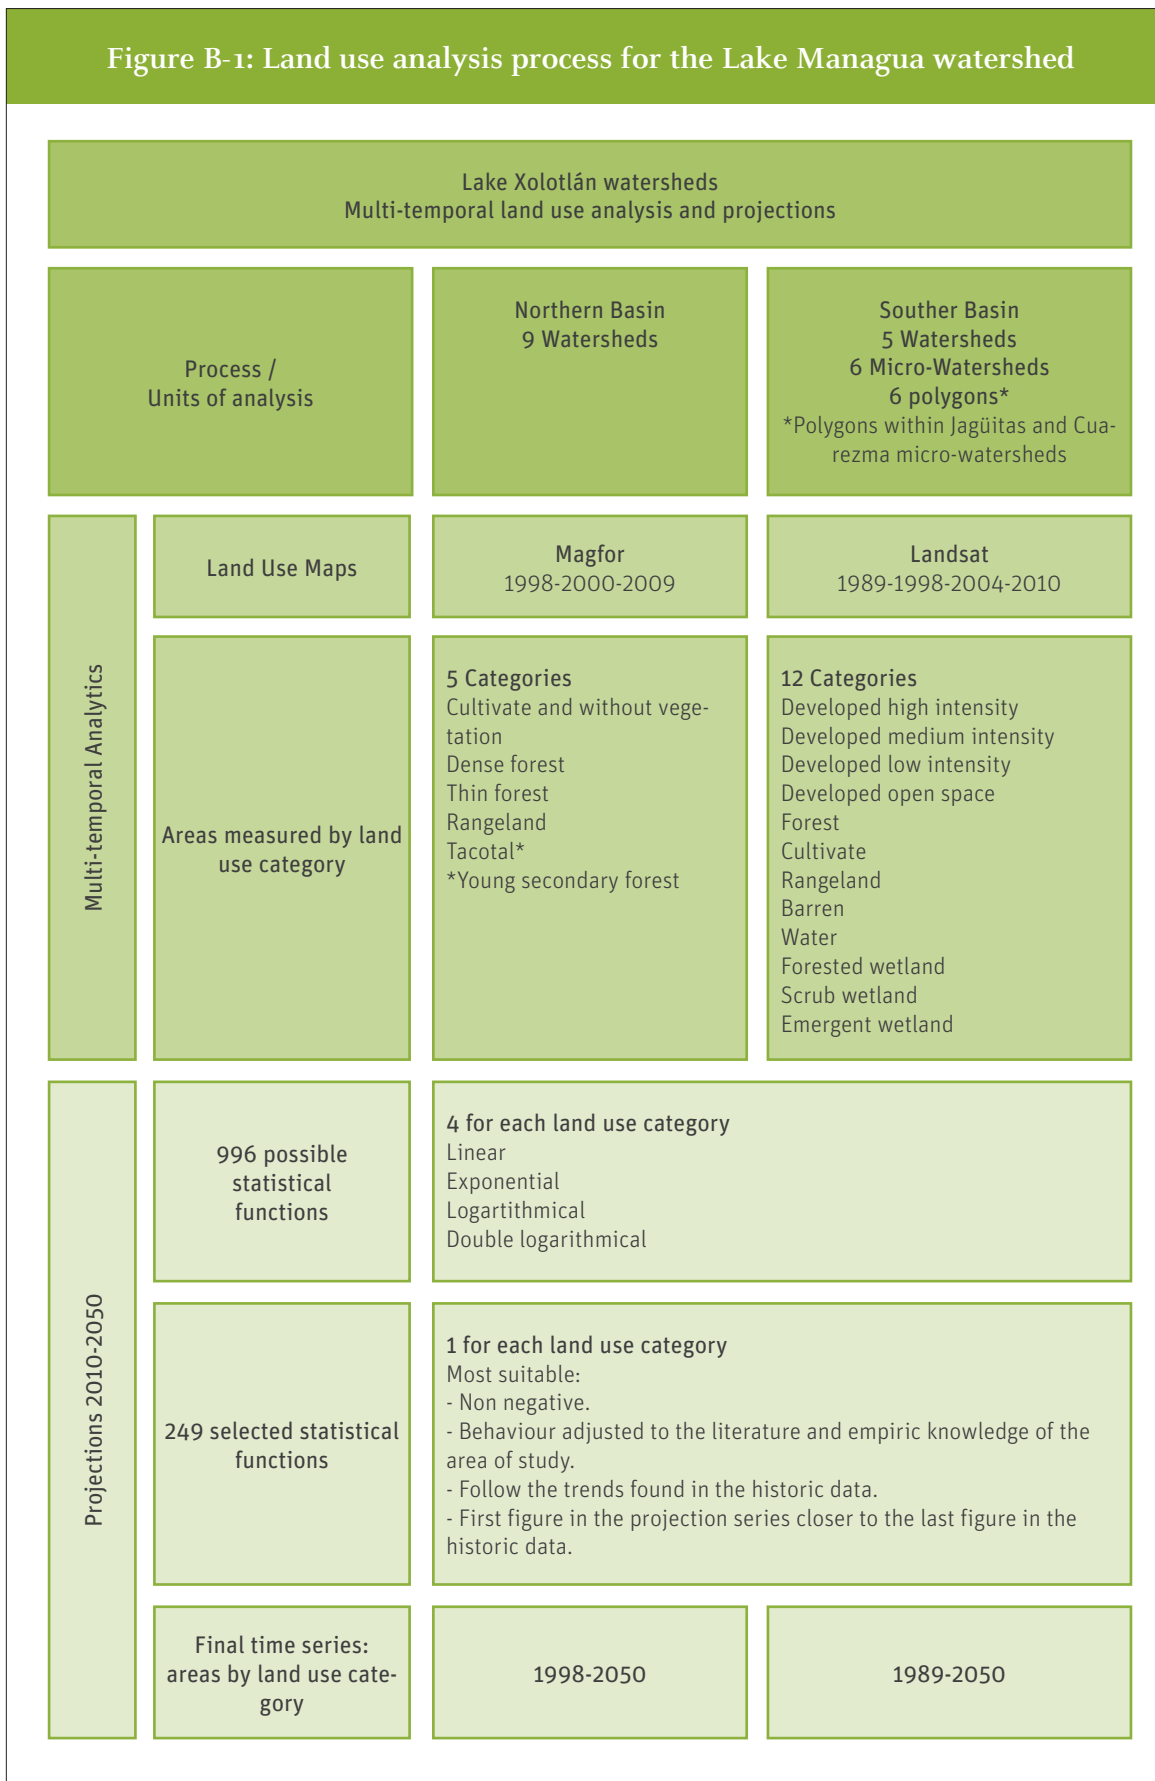 Figure B-1: Land use analysis process for the Lake Managua watershed
Lake Xolotlán watersheds
Multi-temporal land use analysis and projections
Process /
Units of analysis
Northern Basin
9 Watersheds
Souther Basin
5 Watersheds
6 Micro-Watersheds
6 polygons*
*Polygons within Jagüitas and Cua-
rezma micro-watersheds
Multi-temporal Analytics
Land Use Maps
Magfor
1998-2000-2009
Landsat
1989-1998-2004-2010
Areas measured by land
use category
5 Categories
Cultivate and without vege-
tation
Dense forest
Thin forest
Rangeland
Tacotal*
*Young secondary forest
12 Categories
Developed high intensity
Developed medium intensity
Developed low intensity
Developed open space
Forest
Cultivate
Rangeland
Barren
Water
Forested wetland
Scrub wetland
Emergent wetland
Projections 2010-2050
996 possible
statistical
functions
4 for each land use category
Linear
Exponential
Logartithmical
Double logarithmical
249 selected statistical
functions
1 for each land use category
Most suitable:
- Non negative.
- Behaviour adjusted to the literature and empiric knowledge of the
area of study.
- Follow the trends found in the historic data.
- First figure in the projection series closer to the last figure in the
historic data.
Final time series:
areas by land use cate-
gory
1998-2050
1989-2050